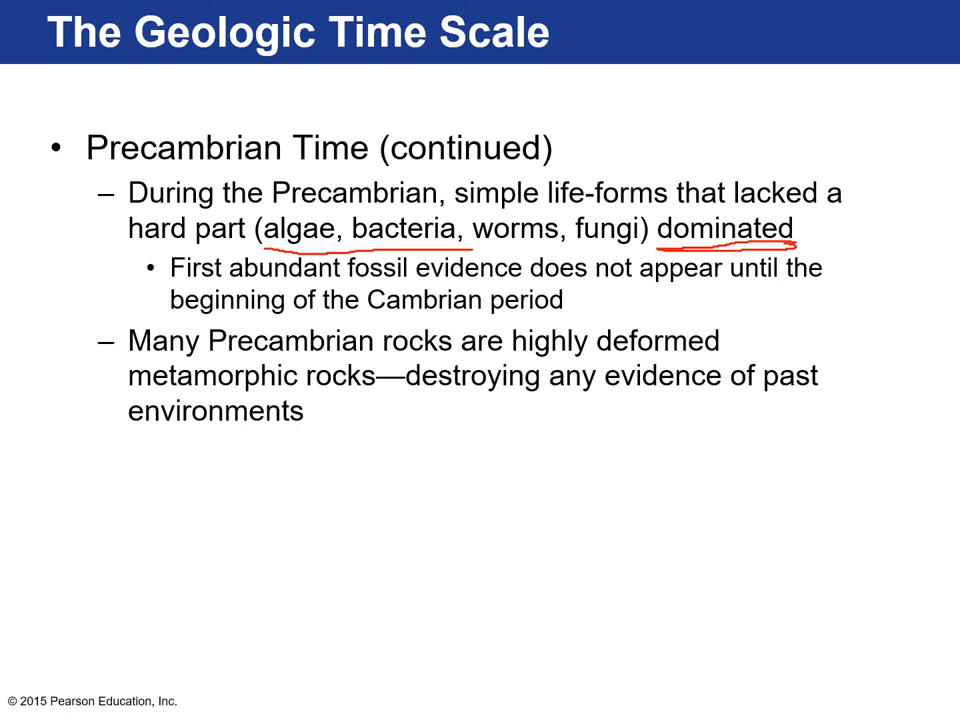 The Geologic Time Scale
• Precambrian Time (continued)
– During the Precambrian, simple life-forms that lacked a
hard part (algae, bacteria, worms, fungi) dominated
• First abundant fossil evidence does not appear until the
beginning of the Cambrian period
– Many Precambrian rocks are highly deformed
metamorphic rocks—destroying any evidence of past
environments
© 2015 Pearson Education, Inc.